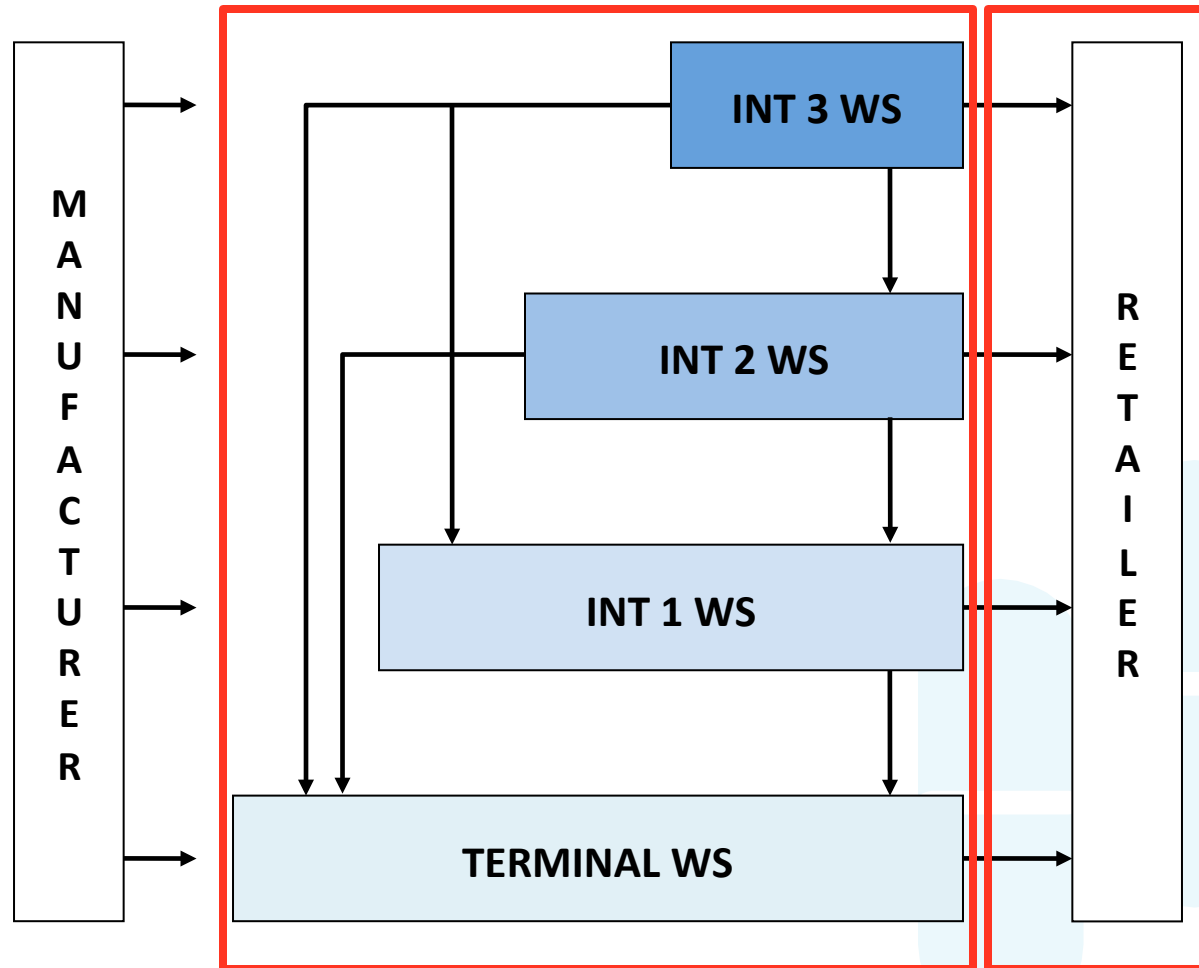 MANUFACTURER
INT 3 WS
INT 2 WS
INT 1 WS
TERMINAL WS
RETAILER